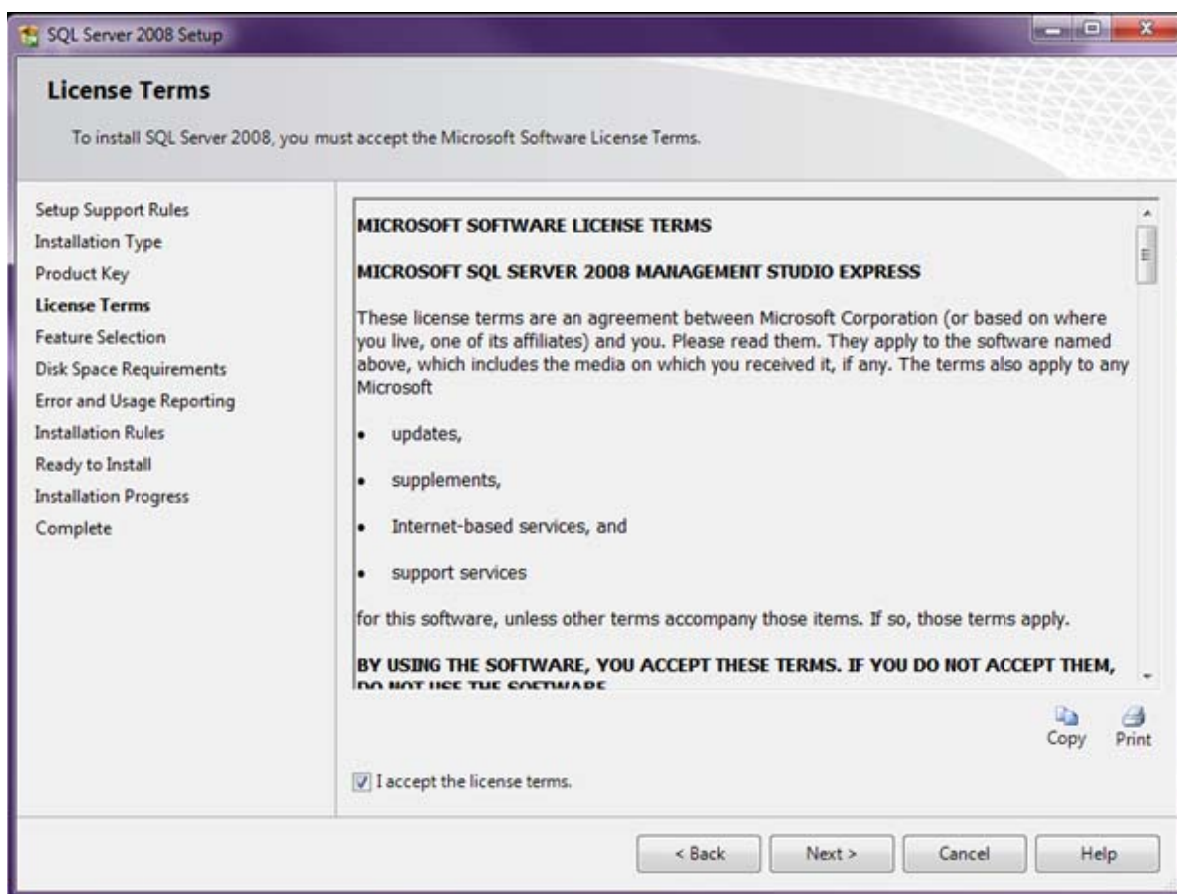 SQL Server 2008 Setup
License Terms
To install SQL Server 2008, you must accept the Microsoft Software License Terms.
Setup Support Rules
Installation Type
Product Key
License Terms
Feature Selection
Disk Space Requirements
Error and Usage Reporting
Installation Rules
Ready to Install
Installation Progress
Complete
MICROSOFT SOFTWARE LICENSE TERMS
MICROSOFT SQL SERVER 2008 MANAGEMENT STUDIO EXPRESS
These license terms are an agreement between Microsoft Corporation (or based on where
you live, one of its affiliates) and you. Please read them. They apply to the software named
above, which includes the media on which you received it, if any. The terms also apply to any
Microsoft
• updates,
• supplements,
• Internet-based services, and
• support services
for this software, unless other terms accompany those items. If so, those terms apply.
BY USING THE SOFTWARE, YOU ACCEPT THESE TERMS. IF YOU DO NOT ACCEPT THEM,
DO NOT USE THE SOFTWARE
Copy
Print
I accept the license terms.
< Back
Next >
Cancel
Help